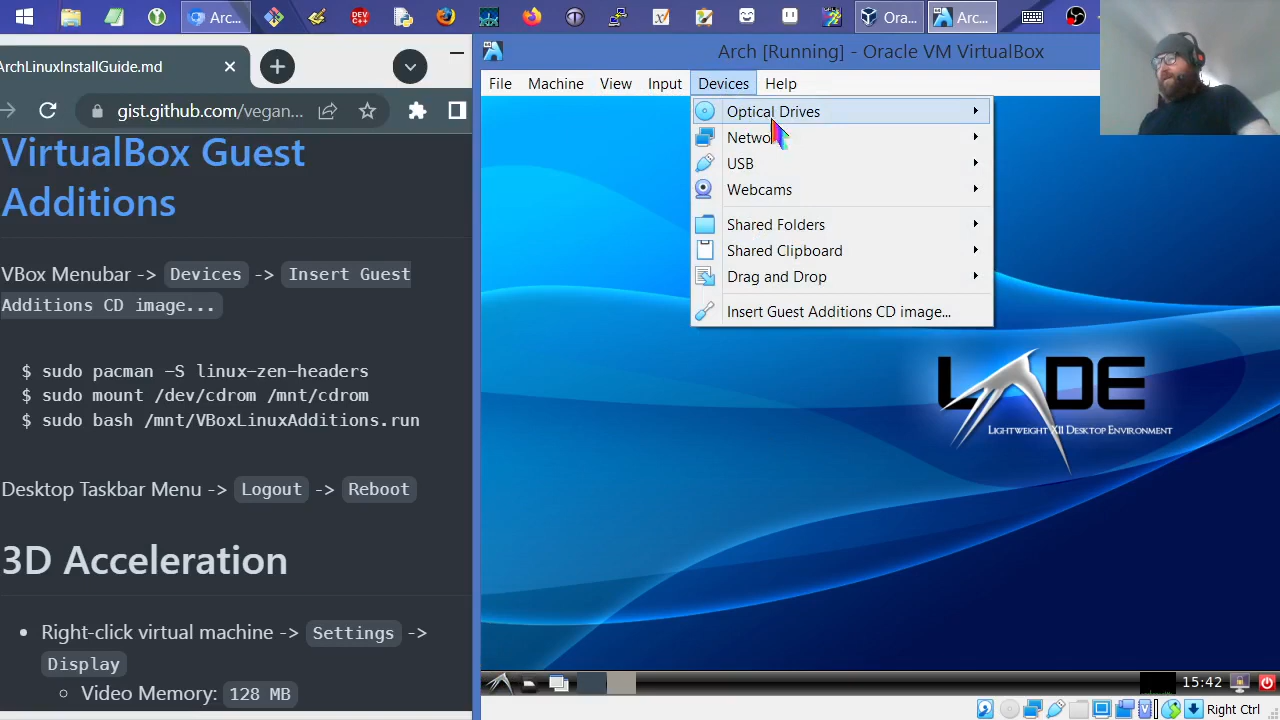 Ar...
Ora...
Arc...
ArchLinuxInstallGuide.md
gist.github.com/vegan...
VirtualBox Guest
Additions
VBox Menubar -> Devices -> Insert Guest
Additions CD image...
$ sudo pacman -S linux-zen-headers
$ sudo mount /dev/cdrom /mnt/cdrom
$ sudo bash /mnt/VBoxLinuxAdditions.run
Desktop Taskbar Menu -> Logout -> Reboot
3D Acceleration
• Right-click virtual machine -> Settings ->
Display
○ Video Memory: 128 MB
Arch [Running] - Oracle VM VirtualBox
File Machine View Input Devices Help
Optical Drives
Network
USB
Webcams
Shared Folders
Shared Clipboard
Drag and Drop
Insert Guest Additions CD image...
LXDE
LIGHTWEIGHT X11 DESKTOP ENVIRONMENT
15:42
Right Ctrl